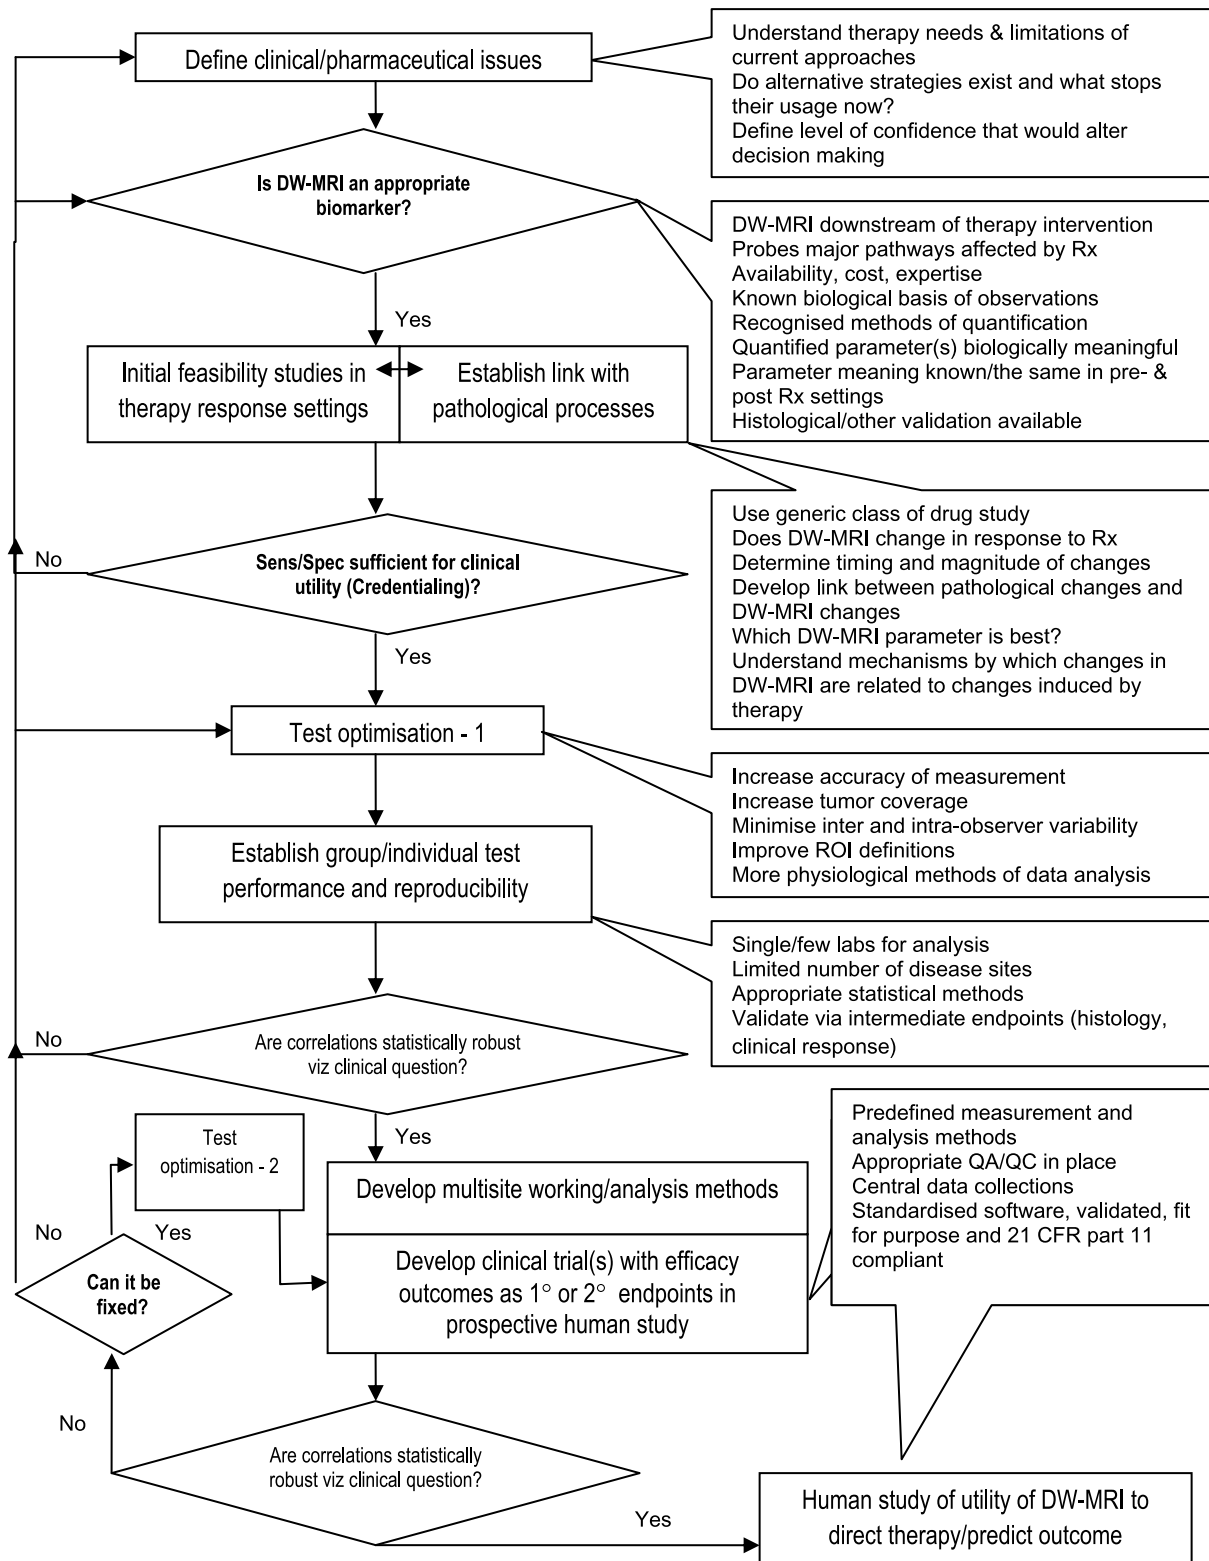 Define clinical/pharmaceutical issues
Understand therapy needs & limitations of
current approaches
Do alternative strategies exist and what stops
their usage now?
Define level of confidence that would alter
decision making
Is DW-MRI an appropriate
biomarker?
DW-MRI downstream of therapy intervention
Probes major pathways affected by Rx
Availability, cost, expertise
Known biological basis of observations
Recognised methods of quantification
Quantified parameter(s) biologically meaningful
Parameter meaning known/the same in pre- &
post Rx settings
Histological/other validation available
Yes
Initial feasibility studies in
therapy response settings
Establish link with
pathological processes
Use generic class of drug study
Does DW-MRI change in response to Rx
Determine timing and magnitude of changes
Develop link between pathological changes and
DW-MRI changes
Which DW-MRI parameter is best?
Understand mechanisms by which changes in
DW-MRI are related to changes induced by
therapy
No
Sens/Spec sufficient for clinical
utility (Credentialing)?
Yes
Test optimisation - 1
Increase accuracy of measurement
Increase tumor coverage
Minimise inter and intra-observer variability
Improve ROI definitions
More physiological methods of data analysis
Establish group/individual test
performance and reproducibility
Single/few labs for analysis
Limited number of disease sites
Appropriate statistical methods
Validate via intermediate endpoints (histology,
clinical response)
No
Are correlations statistically robust
viz clinical question?
Yes
Test
optimisation - 2
Develop multisite working/analysis methods
Develop clinical trial(s) with efficacy
outcomes as 1° or 2° endpoints in
prospective human study
Predefined measurement and
analysis methods
Appropriate QA/QC in place
Central data collections
Standardised software, validated, fit
for purpose and 21 CFR part 11
compliant
No
Yes
Can it be
fixed?
No
Are correlations statistically
robust viz clinical question?
Yes
Human study of utility of DW-MRI to
direct therapy/predict outcome